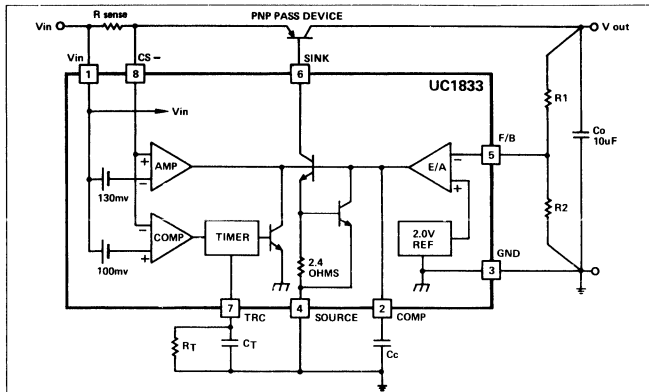 R sense
PNP PASS DEVICE
Vin
V out
Vin
CS –
SINK
1
8
6
UC1833
Vin
R1
F/B
+
AMP
–
–
E/A
+
5
Co
10uF
130mv
–
COMP
+
TIMER
2.0V
REF
R2
100mv
2.4
OHMS
GND
3
7
TRC
4
SOURCE
2
COMP
RT
CT
Cc